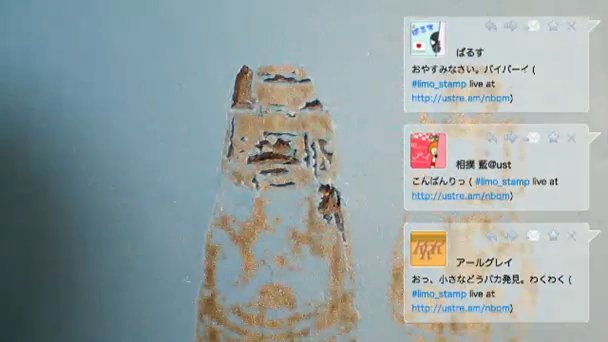 ぱるす
おやすみなさい。バイバーイ (
#limo_stamp live at
http://ustre.am/nbqm)
相撲 藍@ust
こんばんりっ ( #limo_stamp live at
http://ustre.am/nbqm)
アールグレイ
おっ、小さなどうバカ発見。わくわく (
#limo_stamp live at
http://ustre.am/nbqm)